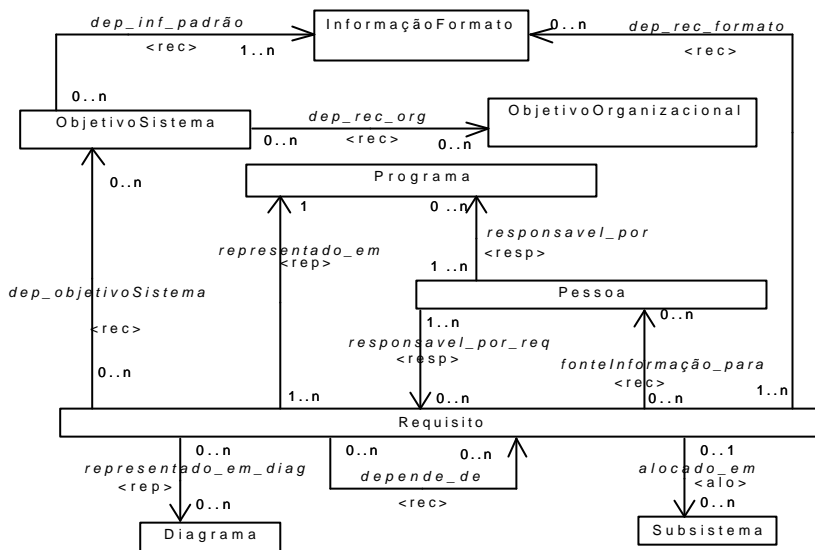 dep_inf_padrão
InformaçãoFormato
0..n
dep_rec_formato
<rec>
1..n
<rec>
0..n
ObjetivoSistema
dep_rec_org
ObjetivoOrganizacional
0..n
<rec>
0..n
0..n
Programa
1
0..n
representado_em
<rep>
responsavel_por
<resp>
1..n
dep_objetivoSistema
Pessoa
<rec>
1..n
0..n
responsavel_por_req
<resp>
fonteInformação_para
<rec>
0..n
1..n
0..n
0..n
1..n
Requisito
0..n
0..n
0..n
0..1
representado_em_diag
<rep>
depende_de
<rec>
alocado_em
<alo>
0..n
0..n
Diagrama
Subsistema